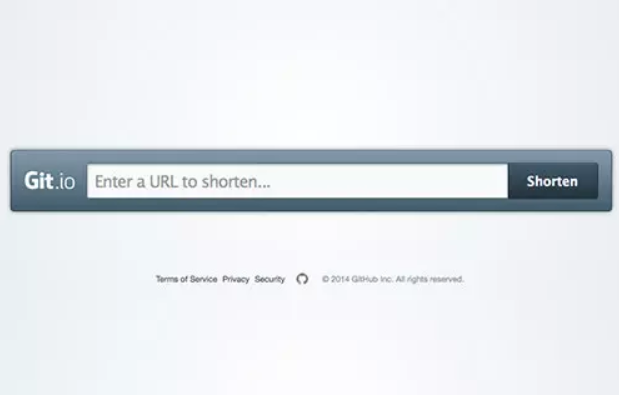 Git.io Enter a URL to shorten... Shorten
Terms of Service Privacy Security © 2014 GitHub Inc. All rights reserved.